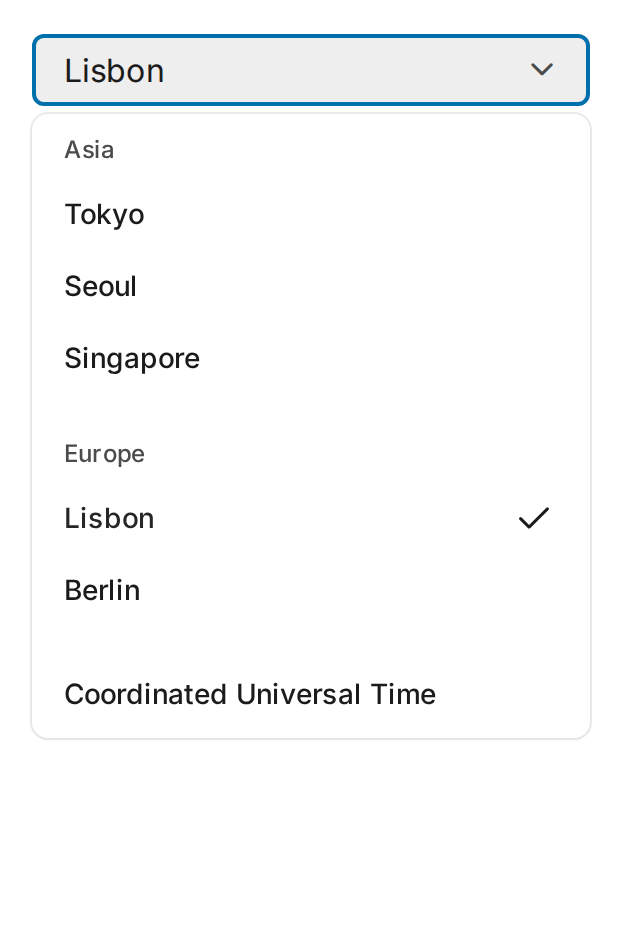 Lisbon
Asia
Tokyo
Seoul
Singapore
Europe
Lisbon
Berlin
Coordinated Universal Time